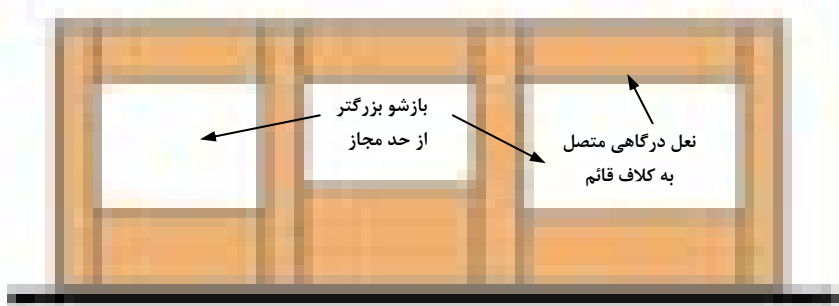 بازشو بزرگتر
از حد مجاز
نعل درگاهی متصل
به کلاف قائم